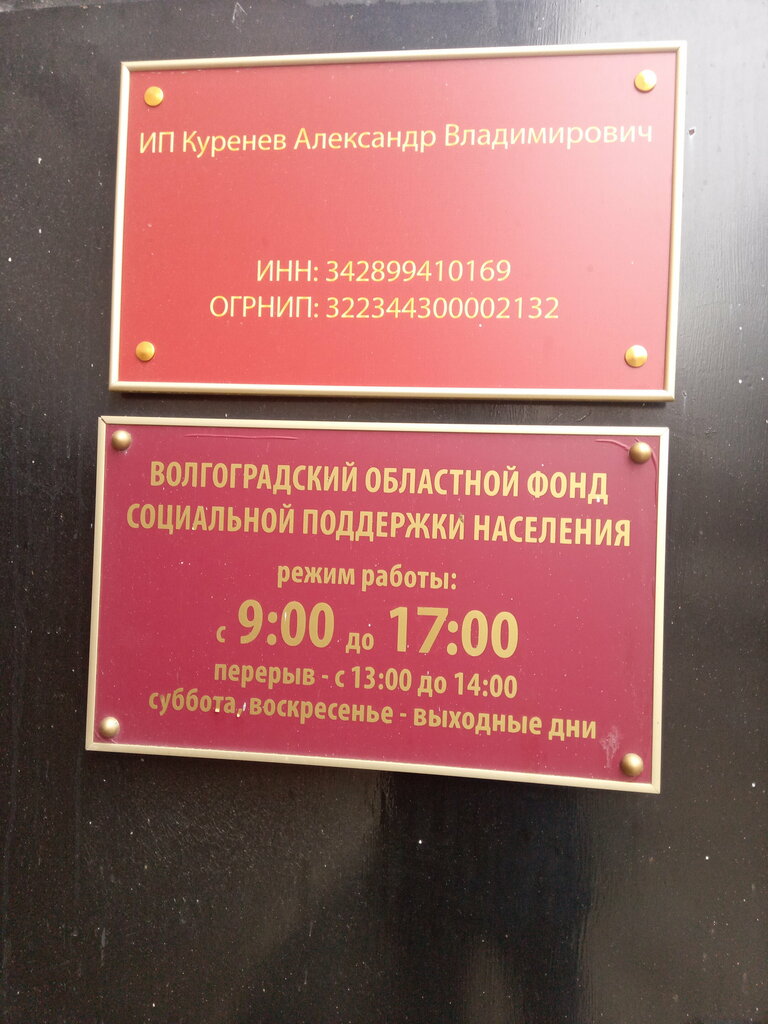 ИП Куренев Александр Владимирович
ИНН: 342899410169
ОГРНИП: 322344300002132
ВОЛГОГРАДСКИЙ ОБЛАСТНОЙ ФОНД
СОЦИАЛЬНОЙ ПОДДЕРЖКИ НАСЕЛЕНИЯ
режим работы:
с 9:00 до 17:00
перерыв - с 13:00 до 14:00
суббота, воскресенье - выходные дни